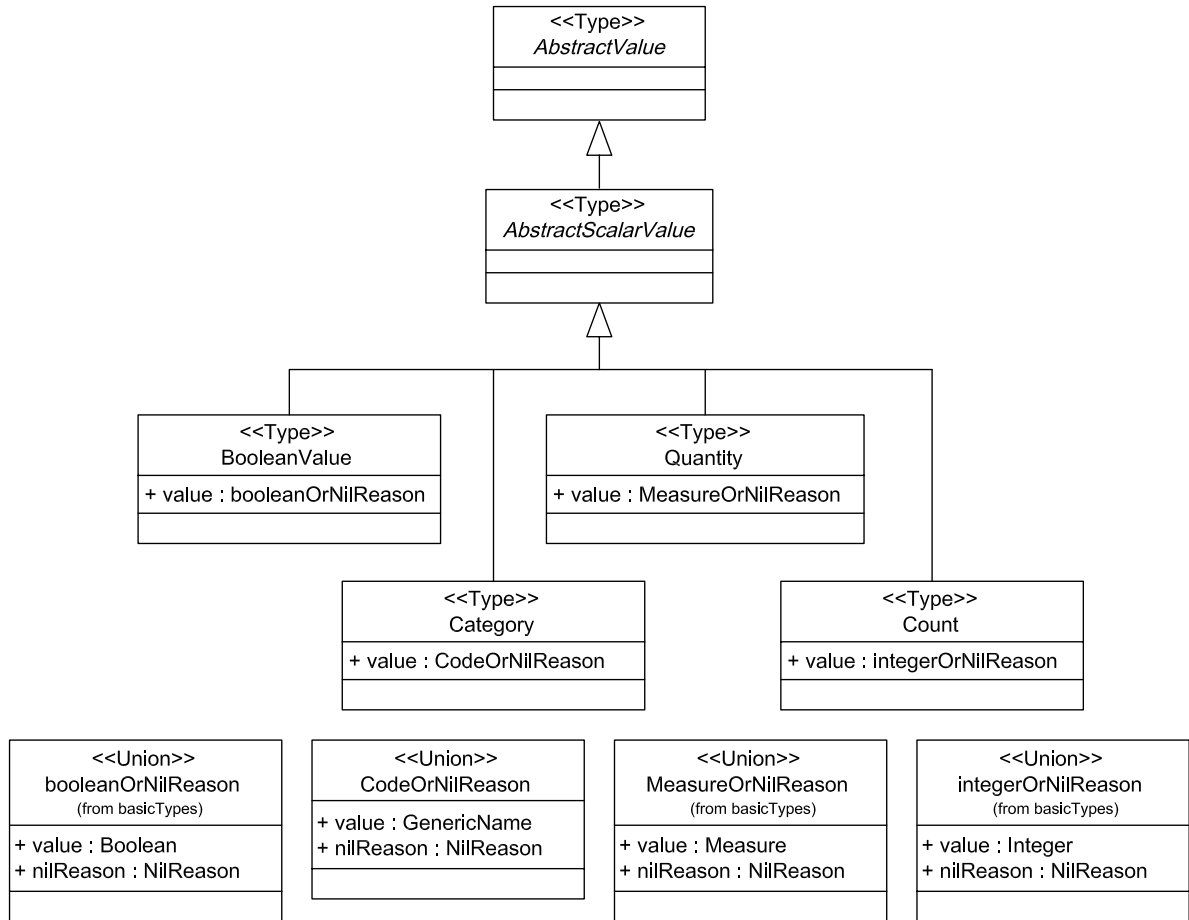 <<Type>>
AbstractValue
<<Type>>
AbstractScalarValue
<<Type>>
BooleanValue
+ value : booleanOrNilReason
<<Type>>
Quantity
+ value : MeasureOrNilReason
<<Type>>
Category
+ value : CodeOrNilReason
<<Type>>
Count
+ value : integerOrNilReason
<<Union>>
booleanOrNilReason
(from basicTypes)
+ value : Boolean
+ nilReason : NilReason
<<Union>>
CodeOrNilReason
+ value : GenericName
+ nilReason : NilReason
<<Union>>
MeasureOrNilReason
(from basicTypes)
+ value : Measure
+ nilReason : NilReason
<<Union>>
integerOrNilReason
(from basicTypes)
+ value : Integer
+ nilReason : NilReason